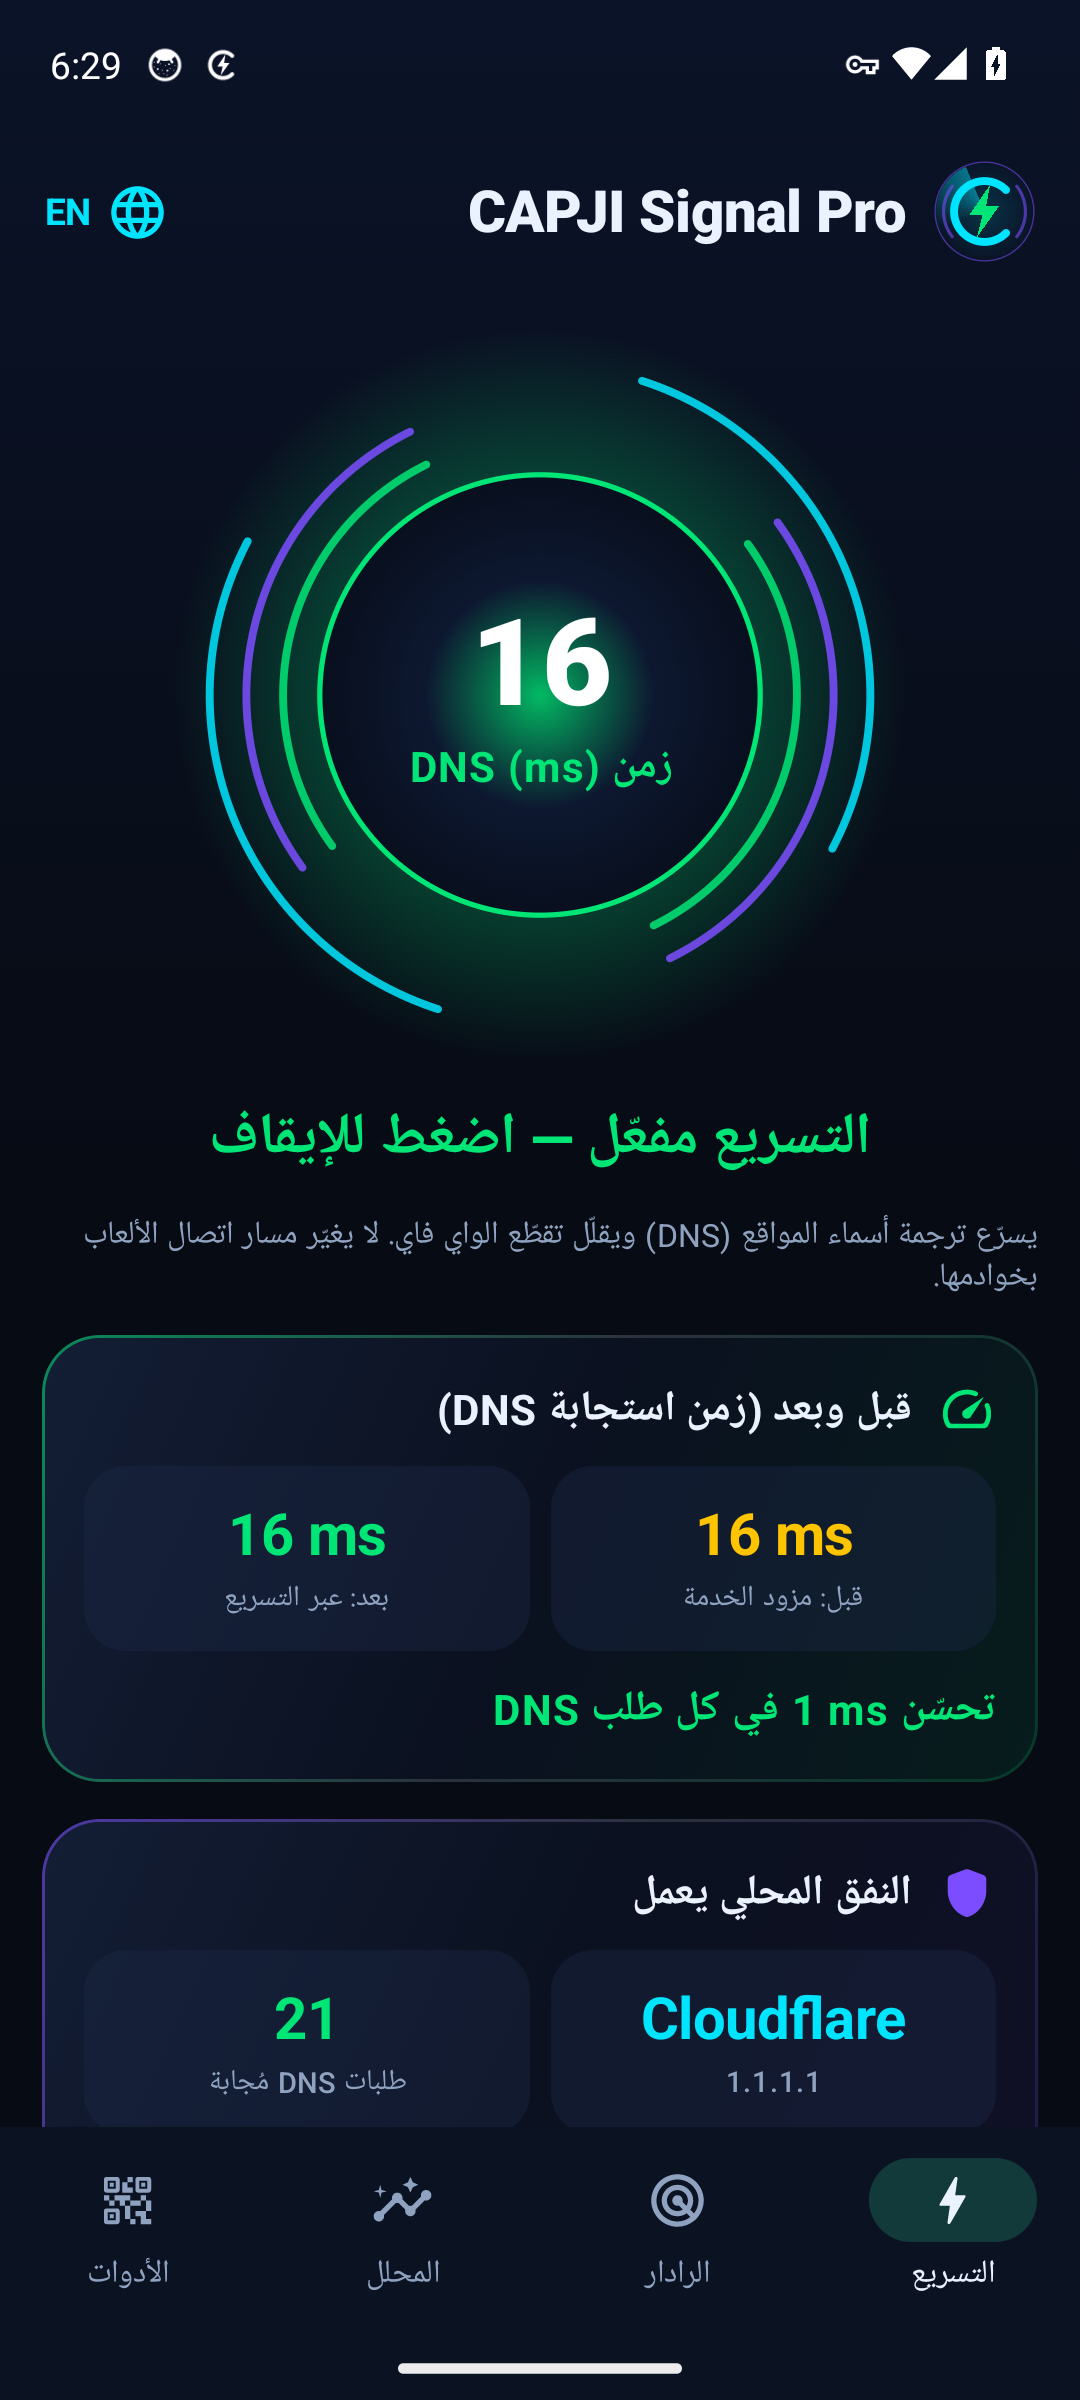 6:29
CAPJI Signal Pro
EN
16
زمن DNS (ms)
التسريع مفعّل — اضغط للإيقاف
يسرّع ترجمة أسماء المواقع (DNS) ويقلّل تقطّع الواي فاي. لا يغيّر مسار اتصال الألعاب
بخوادمها.
قبل وبعد (زمن استجابة DNS)
16 ms
قبل: مزود الخدمة
16 ms
بعد: عبر التسريع
تحسّن 1 ms في كل طلب DNS
النفق المحلي يعمل
Cloudflare
1.1.1.1
21
طلبات DNS مُجابة
التسريع
الرادار
المحلل
الأدوات